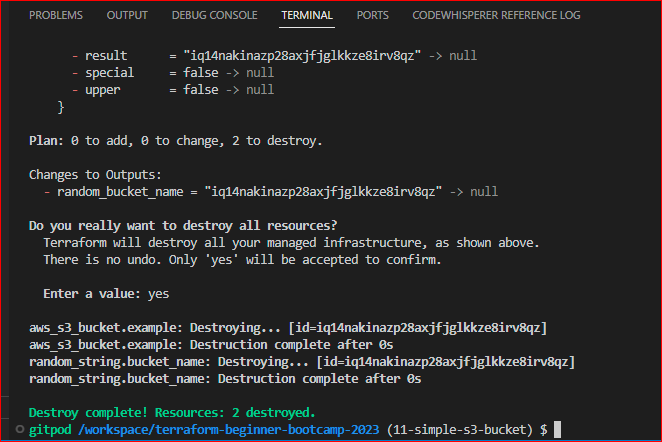 PROBLEMS OUTPUT DEBUG CONSOLE TERMINAL PORTS CODEWHISPERER REFERENCE LOG
- result = "iq14nakinazp28axjfjglkkze8irv8qz" -> null
- special = false -> null
- upper = false -> null
}
Plan: 0 to add, 0 to change, 2 to destroy.
Changes to Outputs:
- random_bucket_name = "iq14nakinazp28axjfjglkkze8irv8qz" -> null
Do you really want to destroy all resources?
Terraform will destroy all your managed infrastructure, as shown above.
There is no undo. Only 'yes' will be accepted to confirm.
Enter a value: yes
aws_s3_bucket.example: Destroying... [id=iq14nakinazp28axjfjglkkze8irv8qz]
aws_s3_bucket.example: Destruction complete after 0s
random_string.bucket_name: Destroying... [id=iq14nakinazp28axjfjglkkze8irv8qz]
random_string.bucket_name: Destruction complete after 0s
Destroy complete! Resources: 2 destroyed.
gitpod /workspace/terraform-beginner-bootcamp-2023 (11-simple-s3-bucket) $